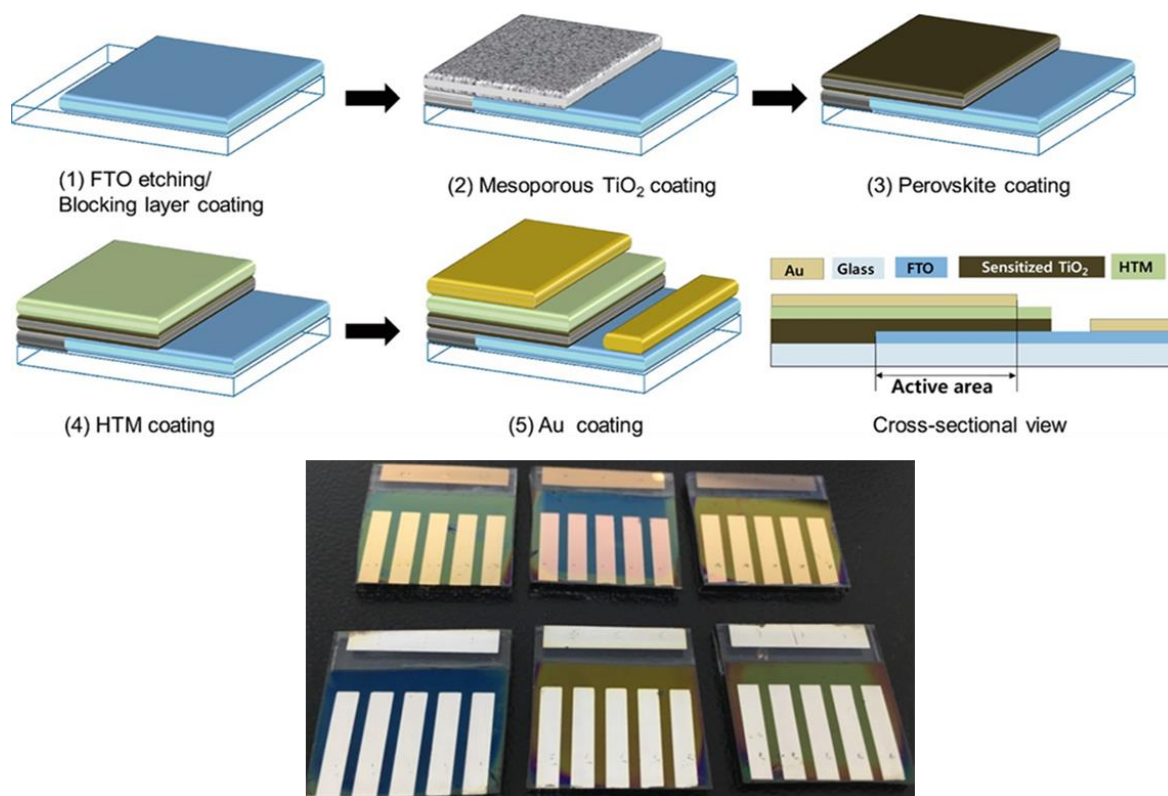 (1) FTO etching/
Blocking layer coating
(2) Mesoporous TiO₂ coating
(3) Perovskite coating
(4) HTM coating
(5) Au coating
Au Glass FTO Sensitized TiO₂ HTM
Active area
Cross-sectional view